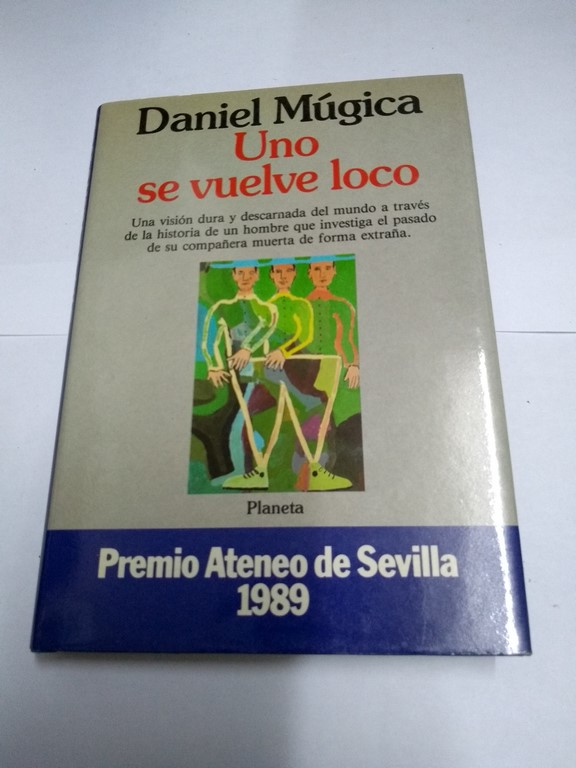 Daniel Múgica
Uno
se vuelve loco
Una visión dura y descarnada del mundo a través
de la historia de un hombre que investiga el pasado
de su compañera muerta de forma extraña.
Planeta
Premio Ateneo de Sevilla
1989